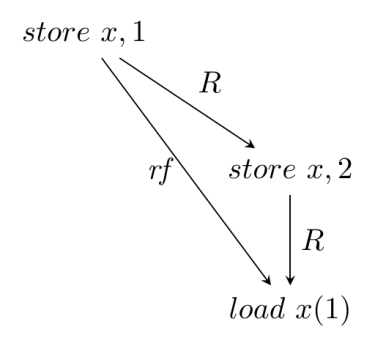 store x, 1
R
rf
store x, 2
R
load x(1)